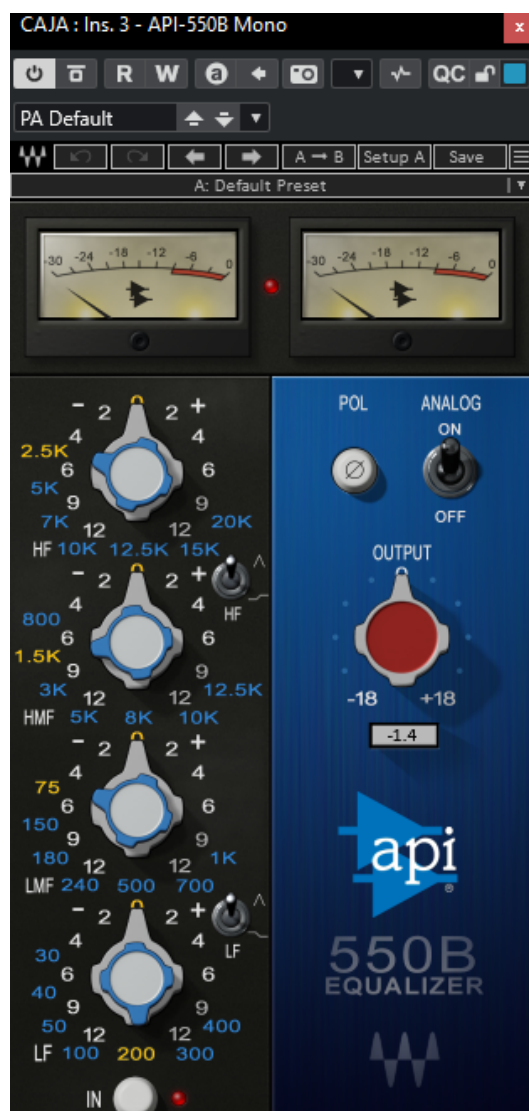 CAJA : Ins. 3 - API-550B Mono x
R W a QC
PA Default
A → B Setup A Save
A: Default Preset
-30 -24 -18 -12 -6 0 -30 -24 -18 -12 -6 0
- 2 0 2 +
4 4
2.5K 6 6
5K 9 9
7K 12 12 20K
HF 10K 12.5K 15K
- 2 0 2 +
4 4 HF
800 6 6
1.5K 9 9
3K 12 12 12.5K
HMF 5K 8K 10K
- 2 0 2 +
4 4
75 6 6
150 9 9
180 12 12 1K
LMF 240 500 700
- 2 0 2 +
4 4 LF
30 6 6
40 9 9
50 12 12 400
LF 100 200 300
IN
POL ANALOG
ON
Ø
OFF
OUTPUT
0
-18 +18
-1.4
api
®
550B
EQUALIZER